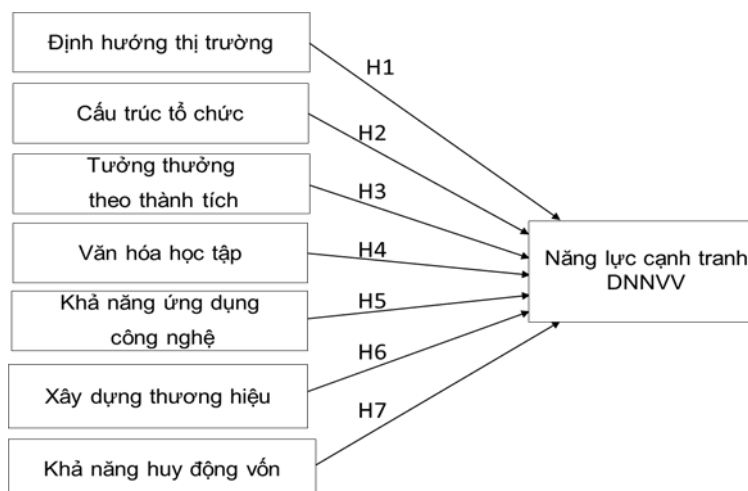 Định hướng thị trường
H1
Cấu trúc tổ chức
H2
Tưởng thưởng
theo thành tích
H3
Văn hóa học tập
H4
Năng lực cạnh tranh
DNNVV
Khả năng ứng dụng
công nghệ
H5
Xây dựng thương hiệu
H6
Khả năng huy động vốn
H7